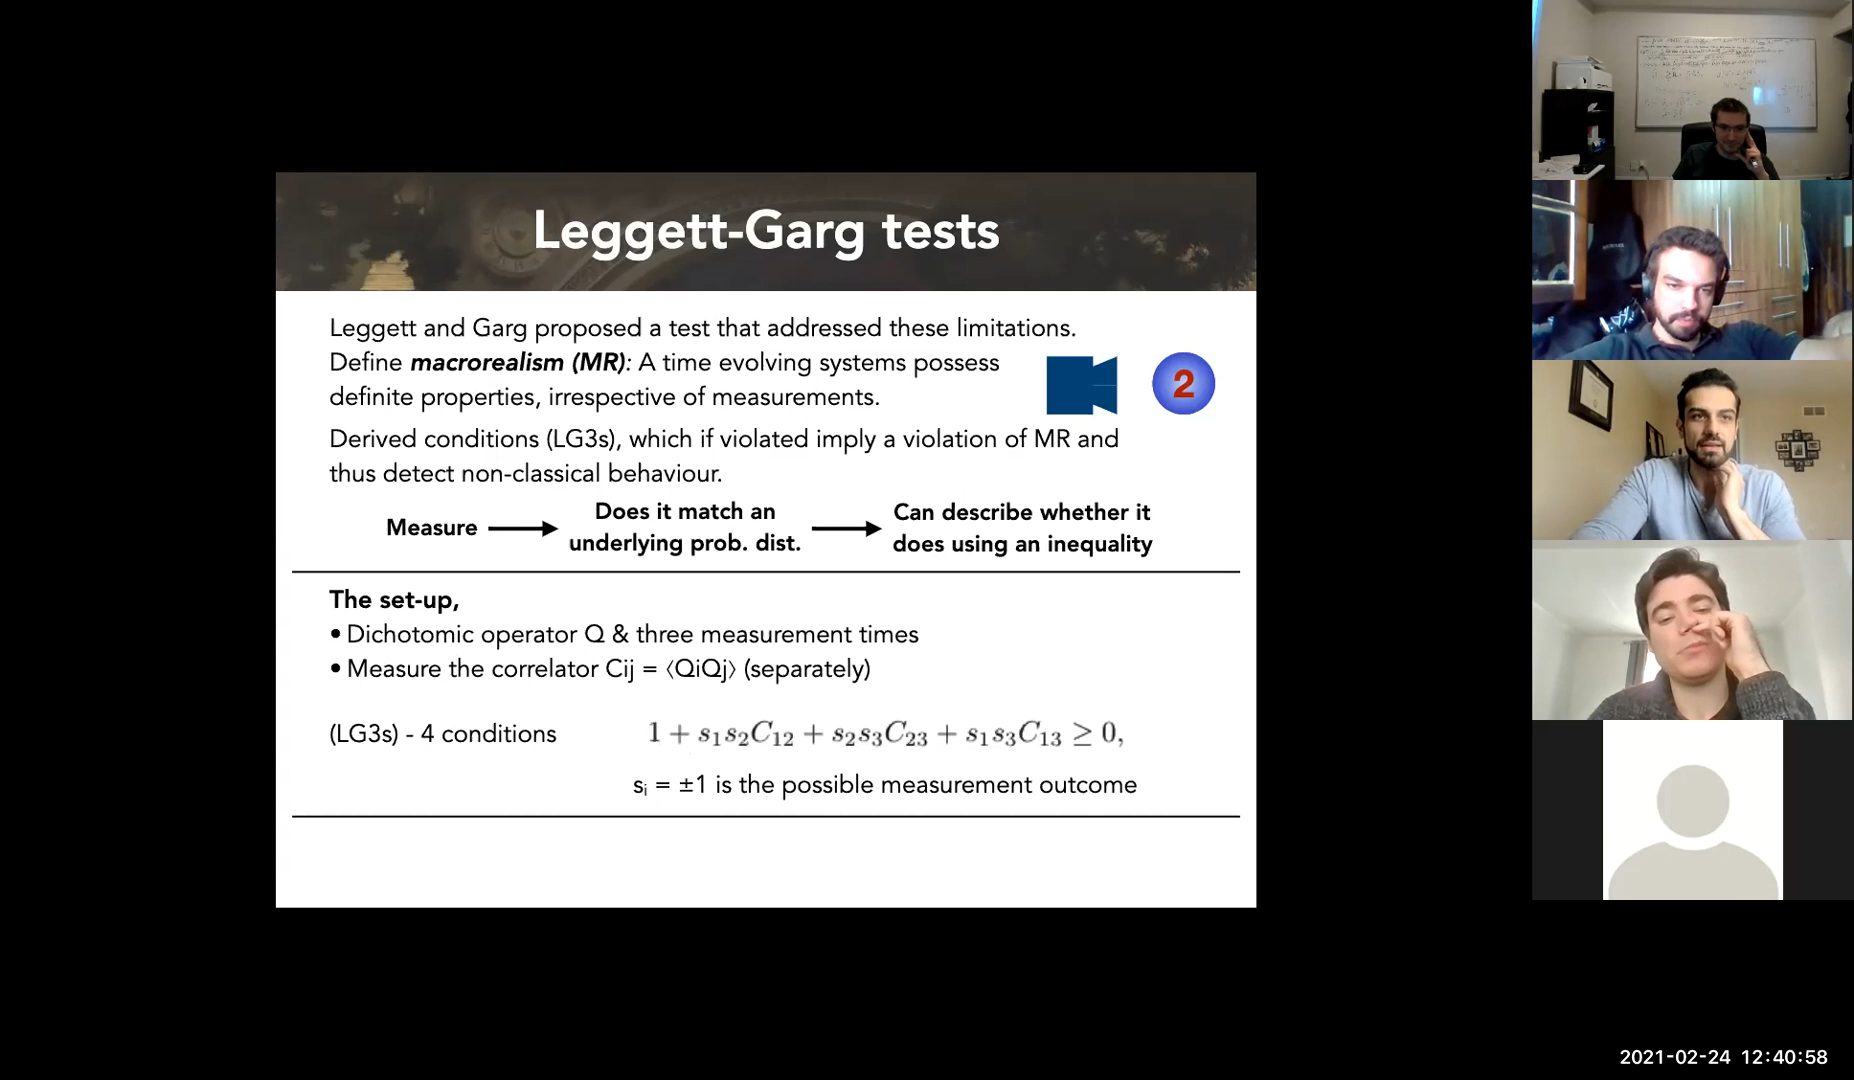 Leggett-Garg tests
Leggett and Garg proposed a test that addressed these limitations.
Define macrorealism (MR): A time evolving systems possess
definite properties, irrespective of measurements.
2
Derived conditions (LG3s), which if violated imply a violation of MR and
thus detect non-classical behaviour.
Measure
Does it match an
underlying prob. dist.
Can describe whether it
does using an inequality
The set-up,
• Dichotomic operator Q & three measurement times
• Measure the correlator Cij = ⟨QiQj⟩ (separately)
(LG3s) - 4 conditions
1 + s₁s₂C₁₂ + s₂s₃C₂₃ + s₁s₃C₁₃ ≥ 0,
sᵢ = ±1 is the possible measurement outcome
2021-02-24 12:40:58